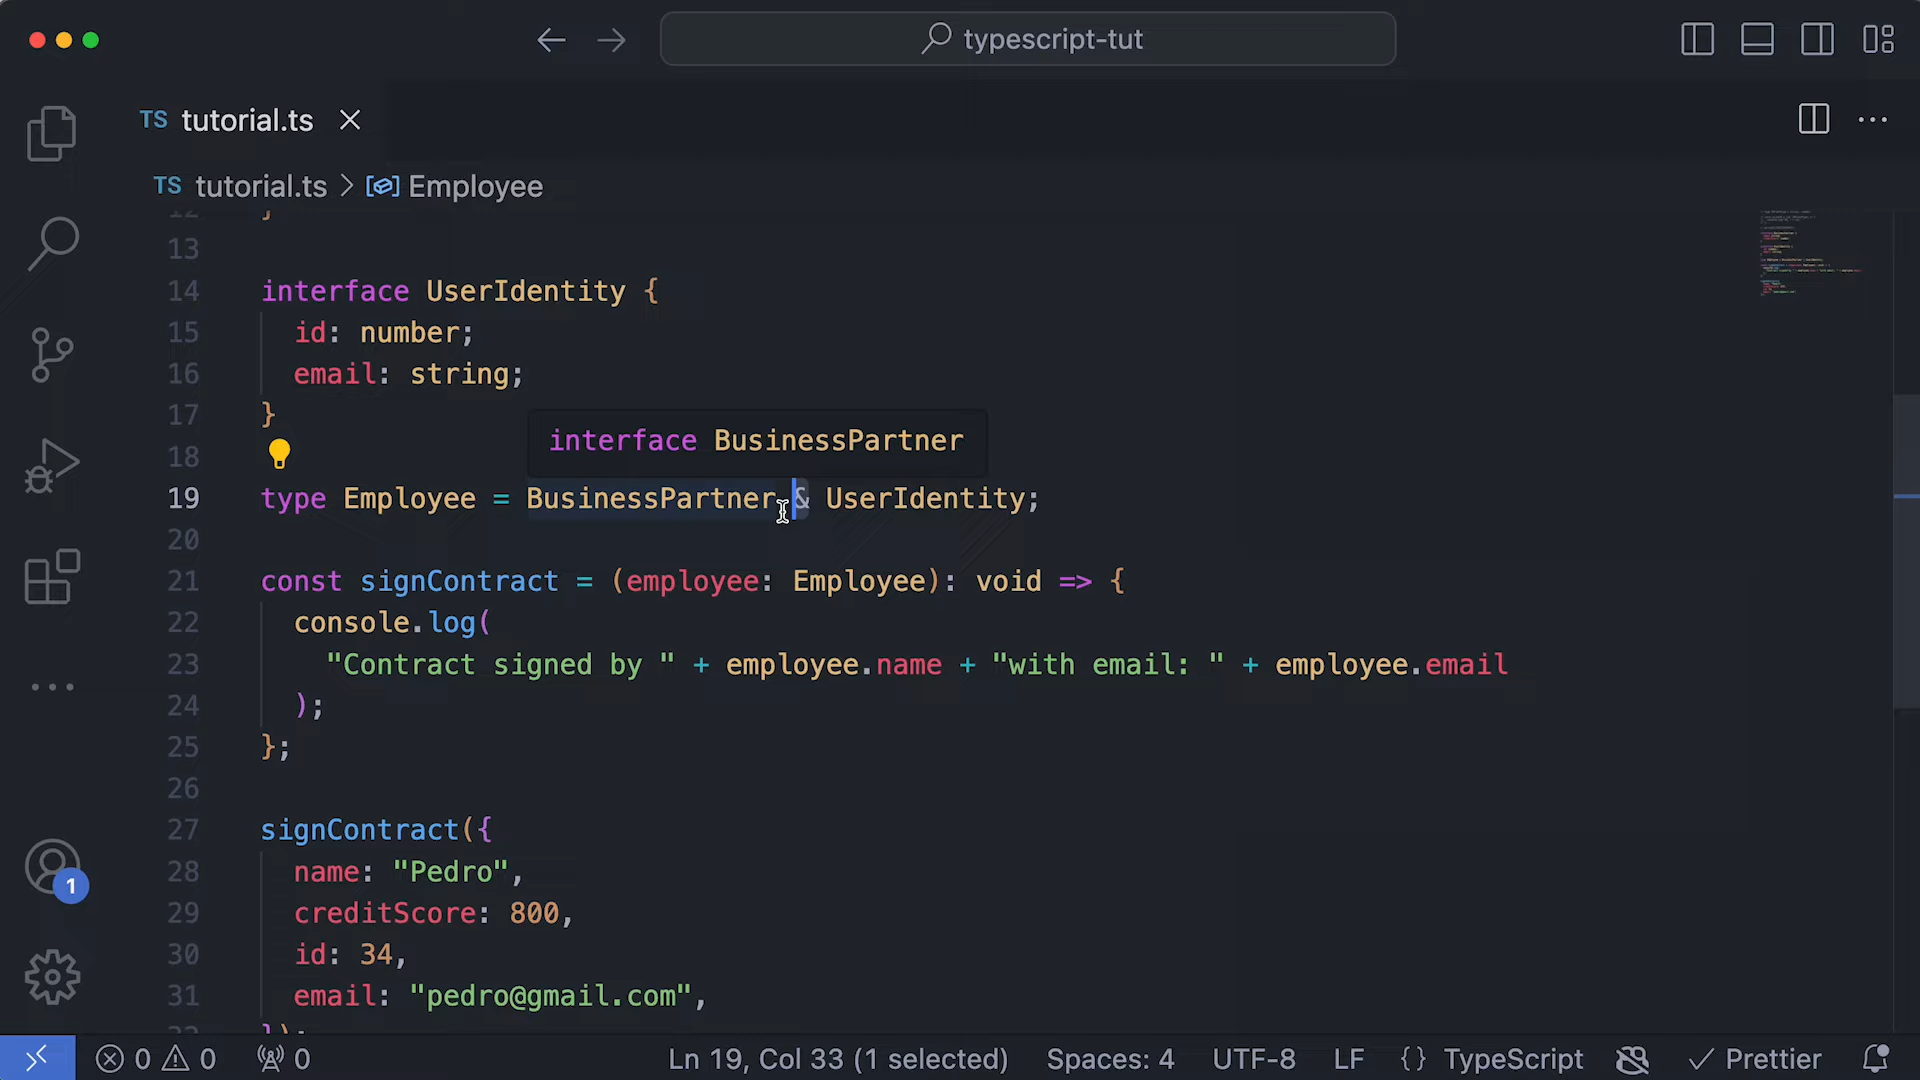 typescript-tut
TS tutorial.ts
TS tutorial.ts > Employee
12 }
13
14 interface UserIdentity {
15 id: number;
16 email: string;
17 }
interface BusinessPartner
18
19 type Employee = BusinessPartner & UserIdentity;
20
21 const signContract = (employee: Employee): void => {
22 console.log(
23 "Contract signed by " + employee.name + "with email: " + employee.email
24 );
25 };
26
27 signContract({
28 name: "Pedro",
29 creditScore: 800,
30 id: 34,
31 email: "pedro@gmail.com",
32 });
1
0 0 0 Ln 19, Col 33 (1 selected) Spaces: 4 UTF-8 LF {} TypeScript Prettier